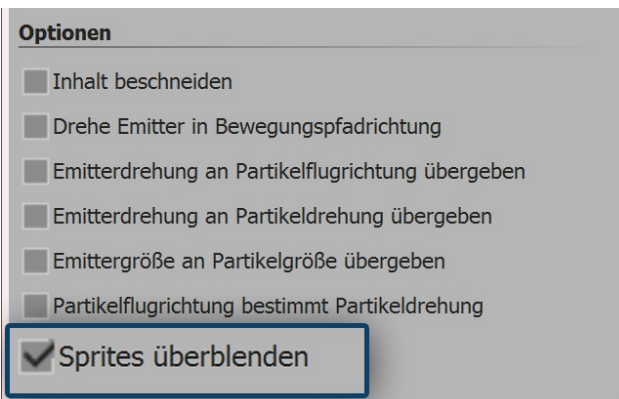 Optionen
Inhalt beschneiden
Drehe Emitter in Bewegungspfadrichtung
Emitterdrehung an Partikelflugrichtung übergeben
Emitterdrehung an Partikeldrehung übergeben
Emittergröße an Partikelgröße übergeben
Partikelflugrichtung bestimmt Partikeldrehung
Sprites überblenden